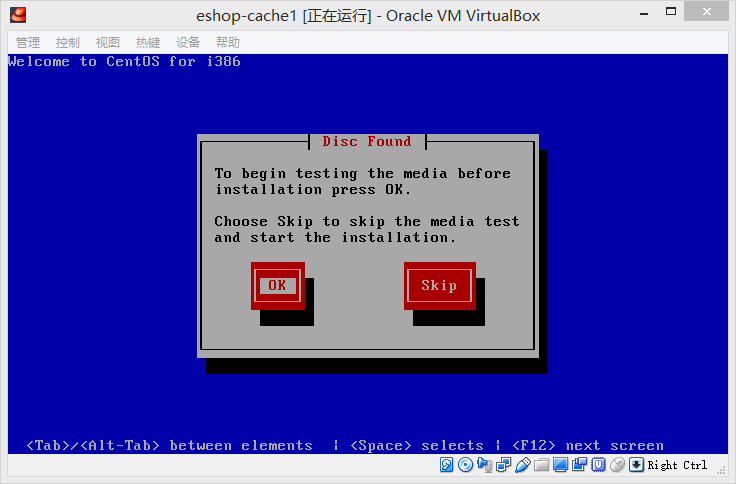 eshop-cache1 [正在运行] - Oracle VM VirtualBox
管理 控制 视图 热键 设备 帮助
Welcome to CentOS for i386
Disc Found
To begin testing the media before
installation press OK.
Choose Skip to skip the media test
and start the installation.
OK Skip
<Tab>/<Alt-Tab> between elements | <Space> selects | <F12> next screen
Right Ctrl